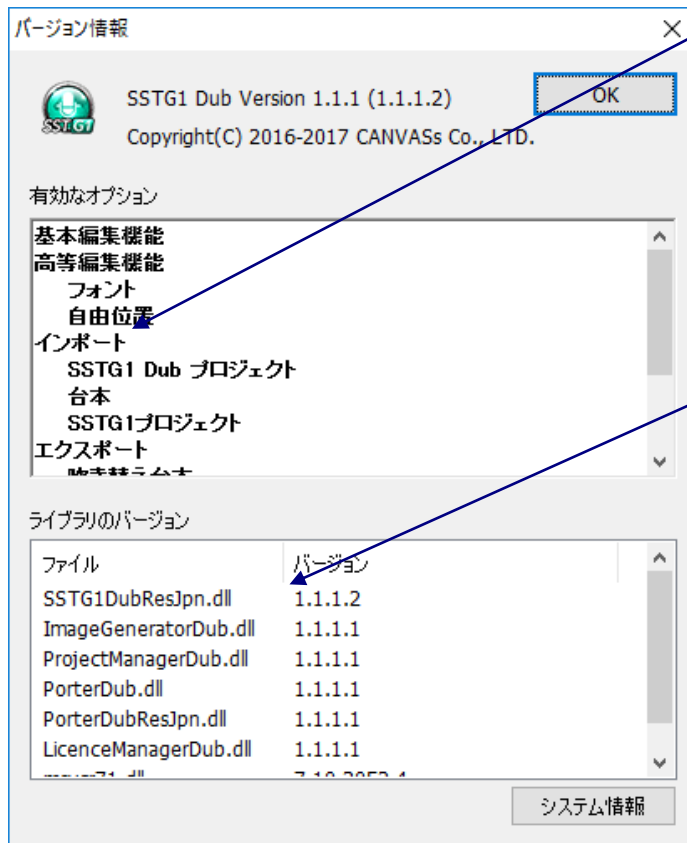 バージョン情報
SSTG1
SSTG1 Dub Version 1.1.1 (1.1.1.2)
OK
Copyright(C) 2016-2017 CANVASs Co., LTD.
有効なオプション
基本編集機能
高等編集機能
フォント
自由位置
インポート
SSTG1 Dub プロジェクト
台本
SSTG1プロジェクト
エクスポート
吹き替え台本
ライブラリのバージョン
ファイル バージョン
SSTG1DubResJpn.dll 1.1.1.2
ImageGeneratorDub.dll 1.1.1.1
ProjectManagerDub.dll 1.1.1.1
PorterDub.dll 1.1.1.1
PorterDubResJpn.dll 1.1.1.1
LicenceManagerDub.dll 1.1.1.1
システム情報